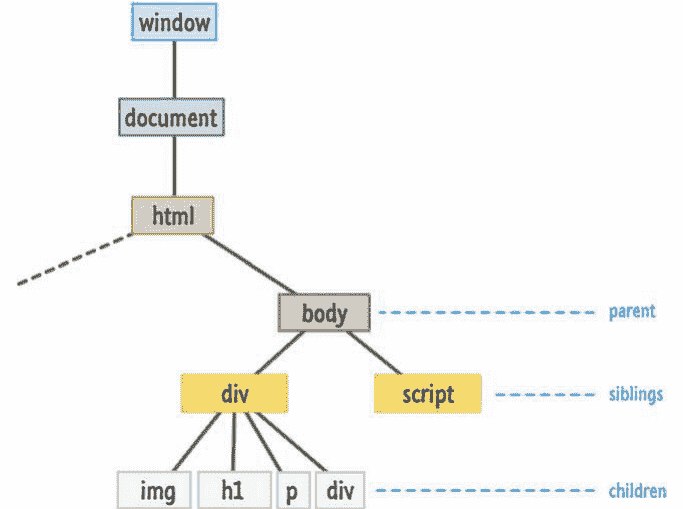 window
document
html
body
parent
div
script
siblings
img
h1
p
div
children